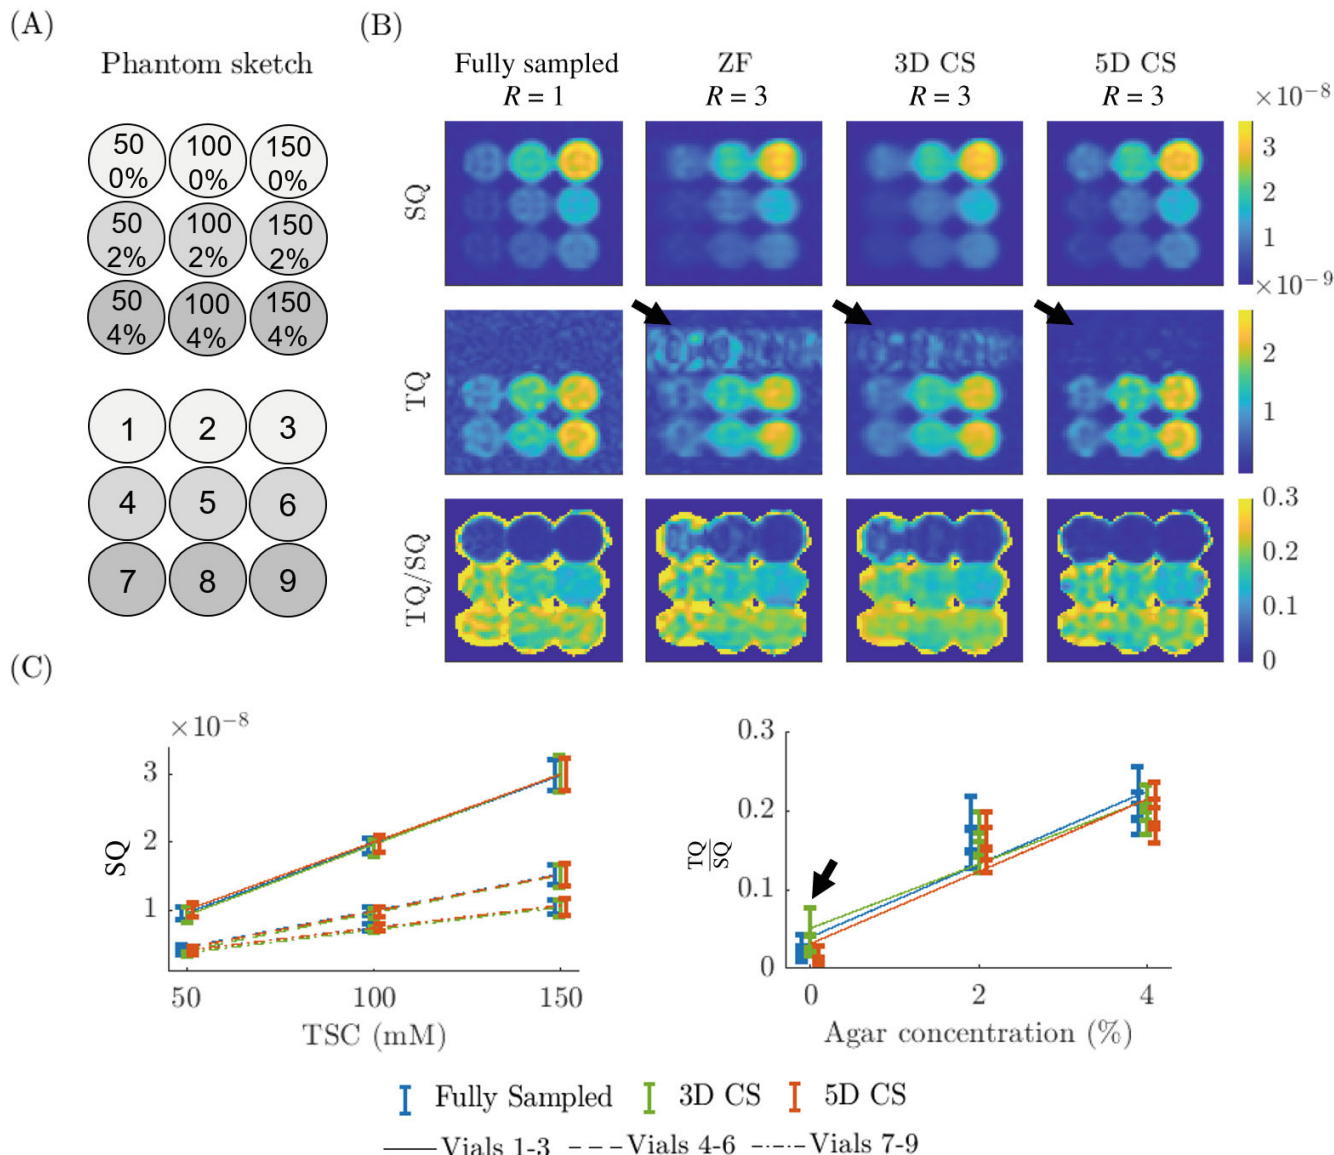 (A)
Phantom sketch
50 100 150
0% 0% 0%
50 100 150
2% 2% 2%
50 100 150
4% 4% 4%
1 2 3
4 5 6
7 8 9
(B)
Fully sampled ZF 3D CS 5D CS
R = 1 R = 3 R = 3 R = 3
×10⁻⁸
SQ
3
2
1
×10⁻⁹
TQ
2
1
TQ/SQ
0.3
0.2
0.1
0
(C)
×10⁻⁸
SQ
3
2
1
50 100 150
TSC (mM)
TQ
SQ
0.3
0.2
0.1
0
0 2 4
Agar concentration (%)
Fully Sampled 3D CS 5D CS
Vials 1-3 Vials 4-6 Vials 7-9